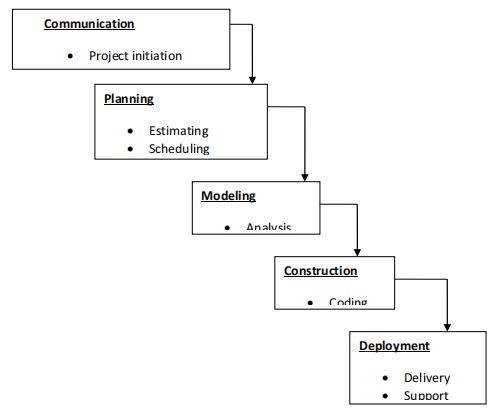 Communication
• Project initiation
Planning
• Estimating
• Scheduling
Modeling
• Analysis
Construction
• Coding
Deployment
• Delivery
• Support